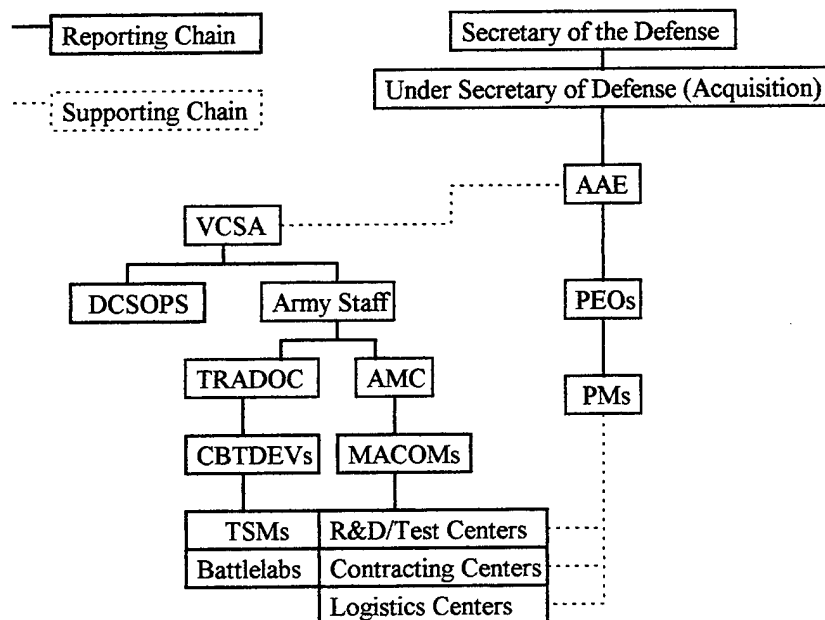 Reporting Chain
Secretary of the Defense
Under Secretary of Defense (Acquisition)
Supporting Chain
AAE
VCSA
DCSOPS
Army Staff
PEOs
TRADOC
AMC
PMs
CBTDEVs
MACOMs
TSMs
R&D/Test Centers
Battlelabs
Contracting Centers
Logistics Centers